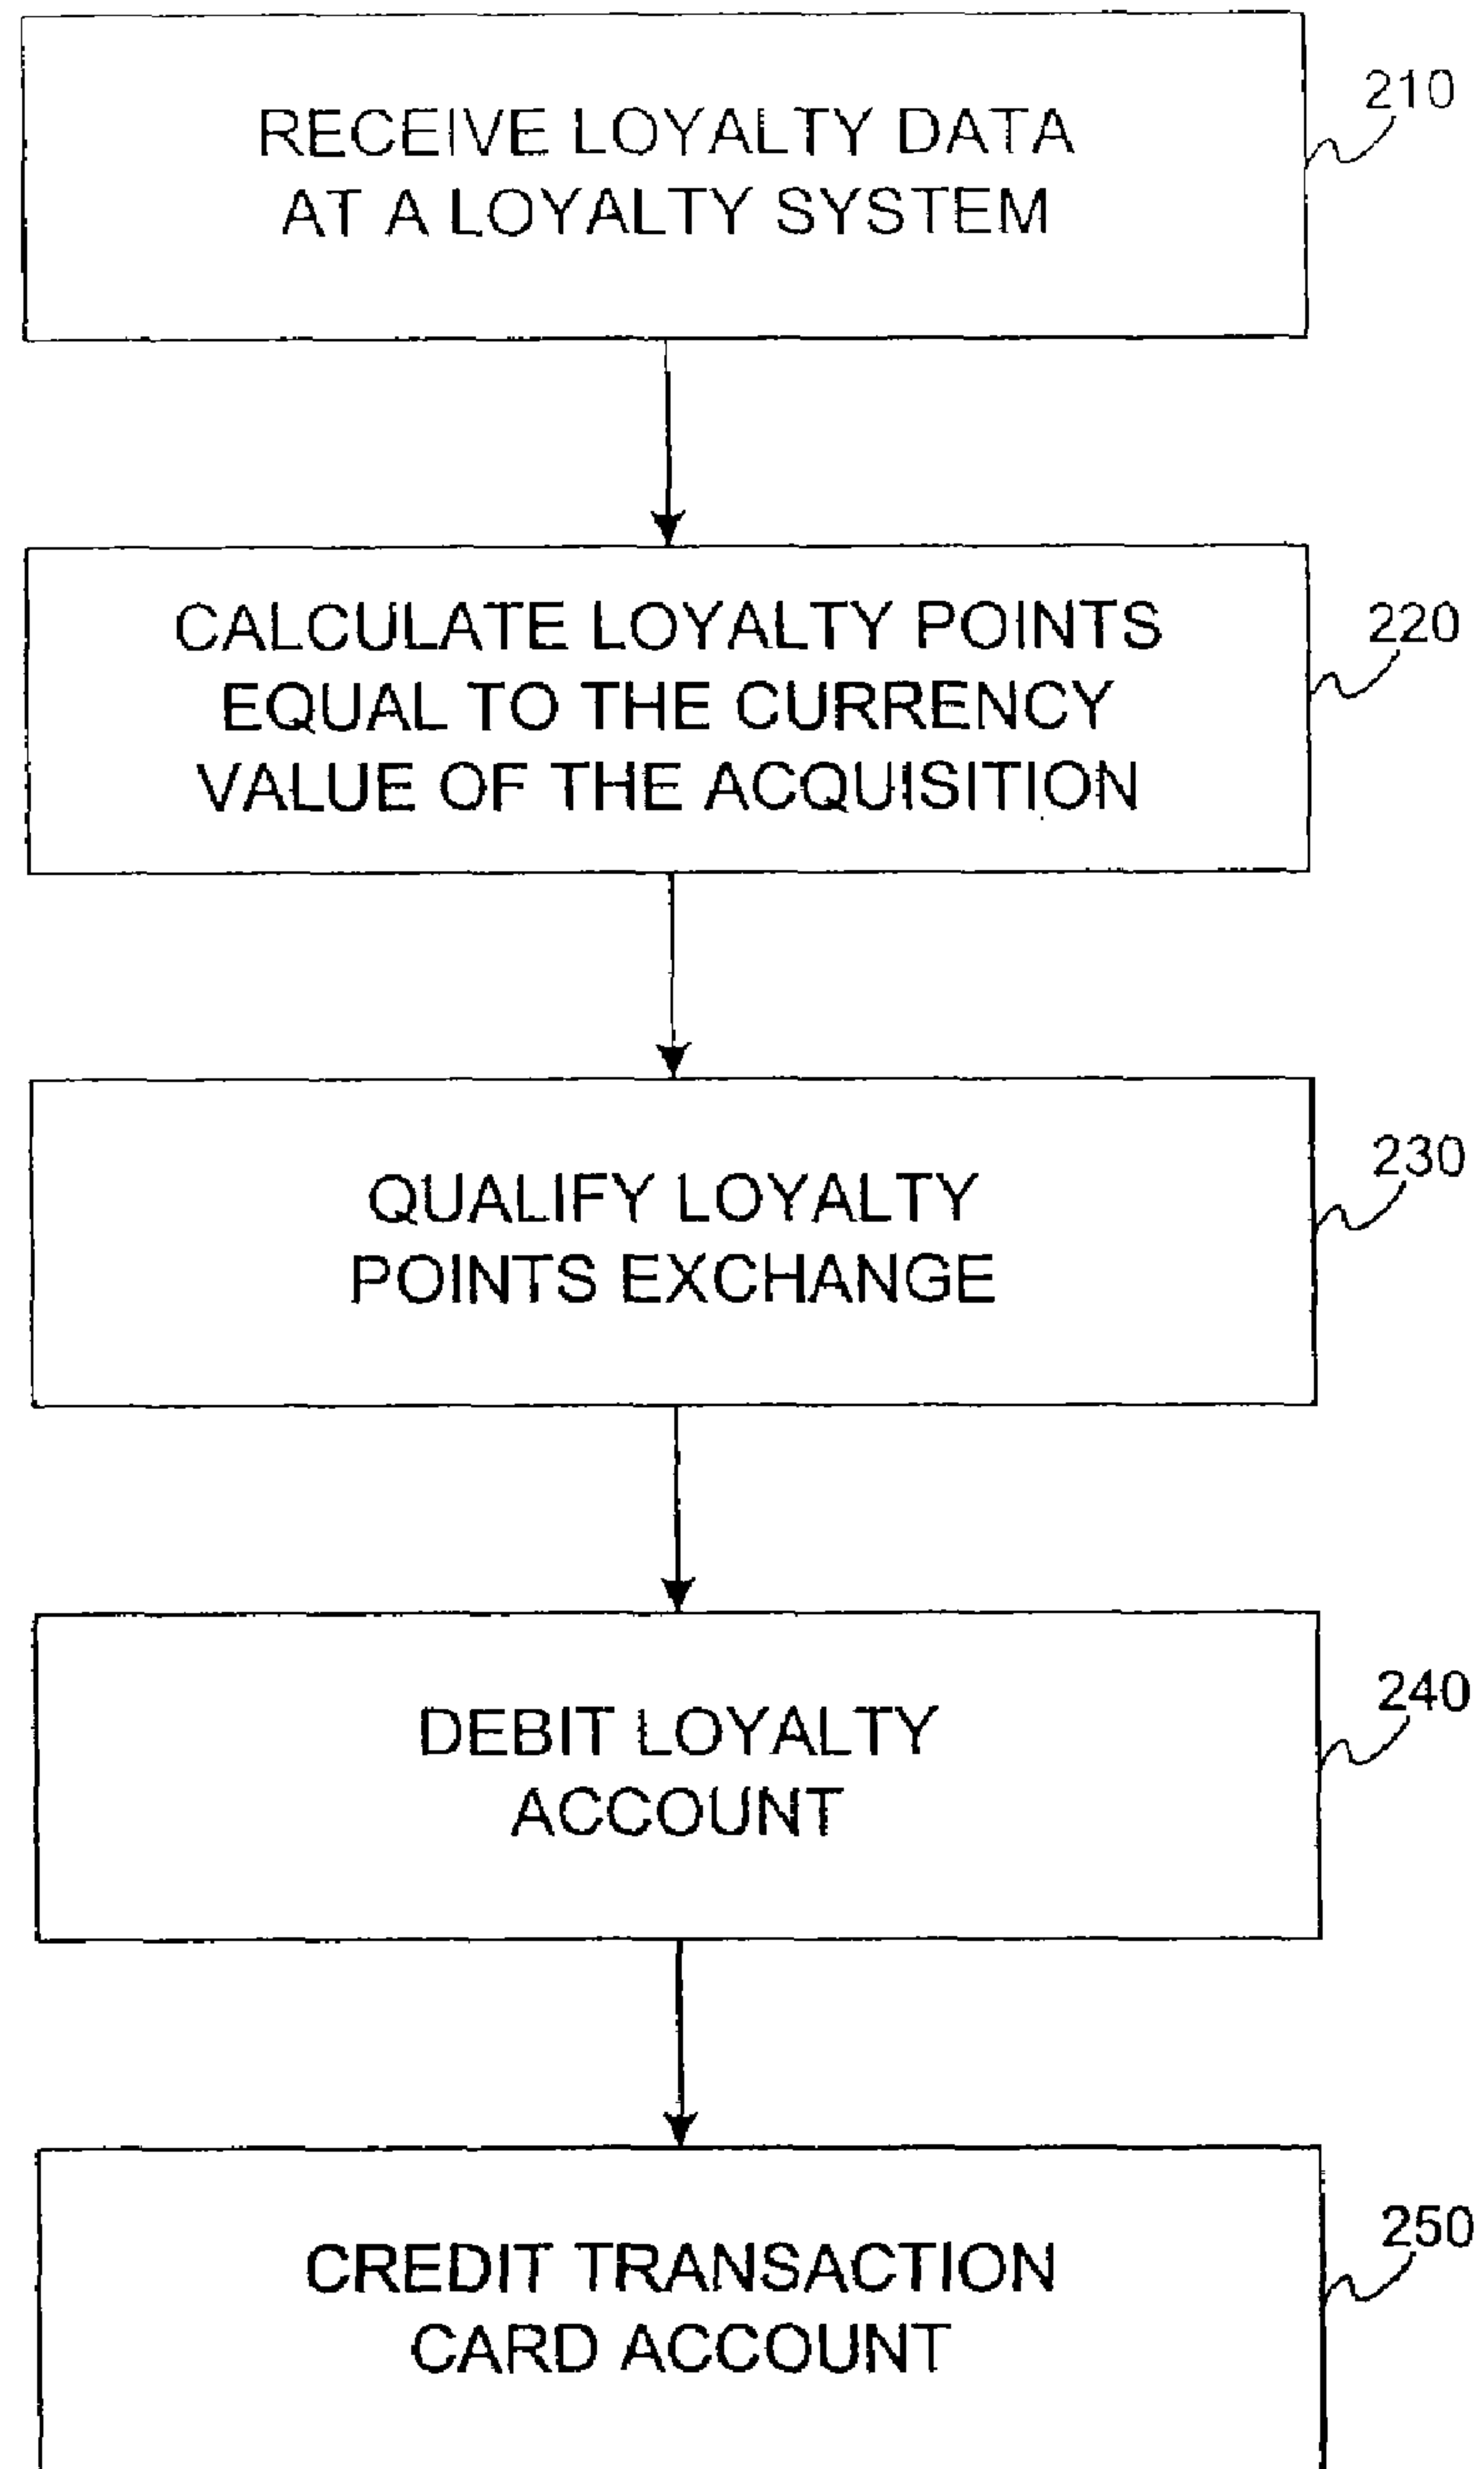 RECEIVE LOYALTY DATA
AT A LOYALTY SYSTEM
210
CALCULATE LOYALTY POINTS
EQUAL TO THE CURRENCY
VALUE OF THE ACQUISITION
220
QUALIFY LOYALTY
POINTS EXCHANGE
230
DEBIT LOYALTY
ACCOUNT
240
CREDIT TRANSACTION
CARD ACCOUNT
250